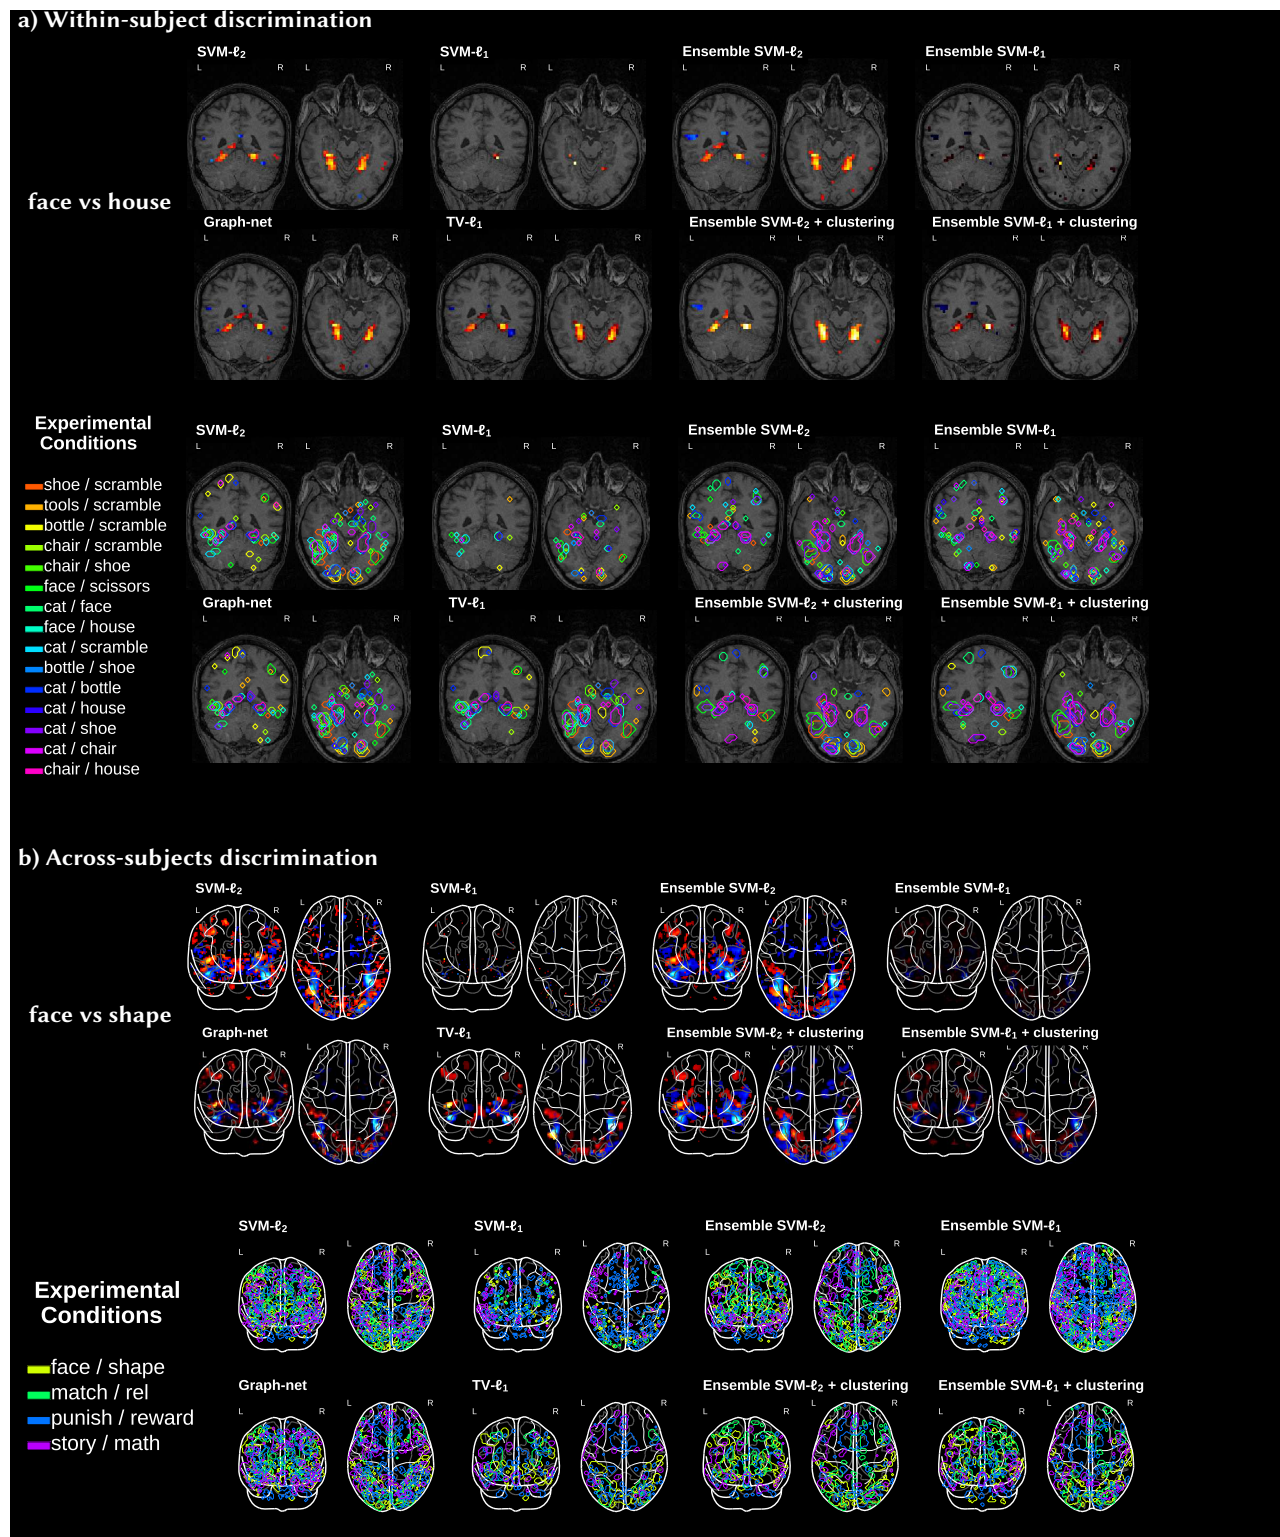 a) Within-subject discrimination
SVM-ℓ₂ SVM-ℓ₁ Ensemble SVM-ℓ₂ Ensemble SVM-ℓ₁
L R L R L R L R L R L R L R L R
face vs house
Graph-net TV-ℓ₁ Ensemble SVM-ℓ₂ + clustering Ensemble SVM-ℓ₁ + clustering
L R L R L R L R L R L R L R L R
Experimental
Conditions
SVM-ℓ₂ SVM-ℓ₁ Ensemble SVM-ℓ₂ Ensemble SVM-ℓ₁
L R L R L R L R L R L R L R L R
shoe / scramble
tools / scramble
bottle / scramble
chair / scramble
chair / shoe
face / scissors
cat / face
face / house
cat / scramble
bottle / shoe
cat / bottle
cat / house
cat / shoe
cat / chair
chair / house
Graph-net TV-ℓ₁ Ensemble SVM-ℓ₂ + clustering Ensemble SVM-ℓ₁ + clustering
L R L R L R L R L R L R L R L R
b) Across-subjects discrimination
SVM-ℓ₂ SVM-ℓ₁ Ensemble SVM-ℓ₂ Ensemble SVM-ℓ₁
L R L R L R L R L R L R L R L R
face vs shape
Graph-net TV-ℓ₁ Ensemble SVM-ℓ₂ + clustering Ensemble SVM-ℓ₁ + clustering
L R L R L R L R L R L R L R L R
SVM-ℓ₂ SVM-ℓ₁ Ensemble SVM-ℓ₂ Ensemble SVM-ℓ₁
L R L R L R L R L R L R L R L R
Experimental
Conditions
face / shape
match / rel
punish / reward
story / math
Graph-net TV-ℓ₁ Ensemble SVM-ℓ₂ + clustering Ensemble SVM-ℓ₁ + clustering
L R L R L R L R L R L R L R L R